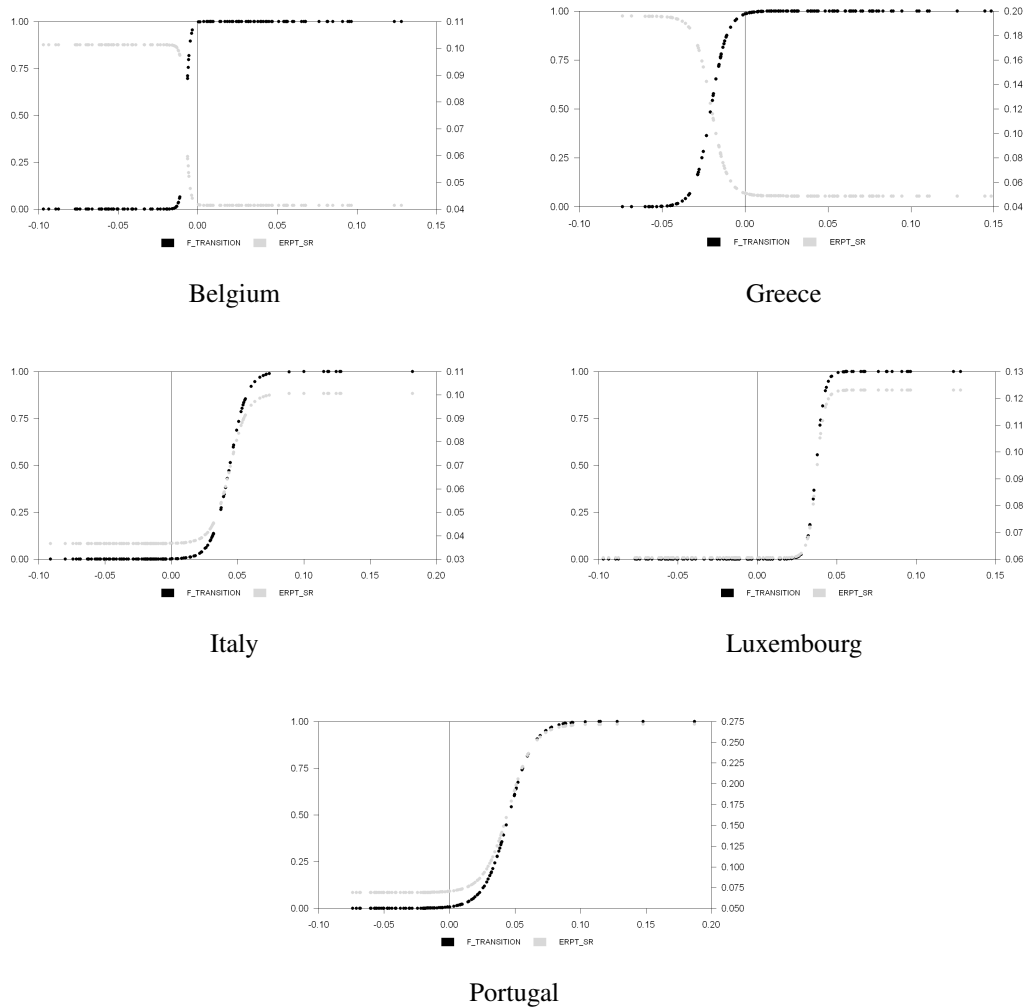 1.00 0.11 1.00 0.20
0.10 0.18
0.75 0.09 0.75 0.16
0.08 0.14
0.50 0.07 0.50 0.12
0.06 0.10
0.25 0.05 0.25 0.08
0.06
0.00 0.04 0.00 0.04
-0.10 -0.05 0.00 0.05 0.10 0.15 -0.10 -0.05 0.00 0.05 0.10 0.15
F_TRANSITION ERPT_SR F_TRANSITION ERPT_SR
Belgium Greece
1.00 0.11 1.00 0.13
0.10 0.12
0.75 0.09 0.75 0.11
0.08 0.10
0.50 0.07 0.50
0.06 0.09
0.25 0.05 0.25 0.08
0.04 0.07
0.00 0.03 0.00 0.06
-0.10 -0.05 0.00 0.05 0.10 0.15 0.20 -0.10 -0.05 0.00 0.05 0.10 0.15
F_TRANSITION ERPT_SR F_TRANSITION ERPT_SR
Italy Luxembourg
1.00 0.275
0.250
0.75 0.225
0.200
0.175
0.50 0.150
0.125
0.25 0.100
0.075
0.00 0.050
-0.10 -0.05 0.00 0.05 0.10 0.15 0.20
F_TRANSITION ERPT_SR
Portugal